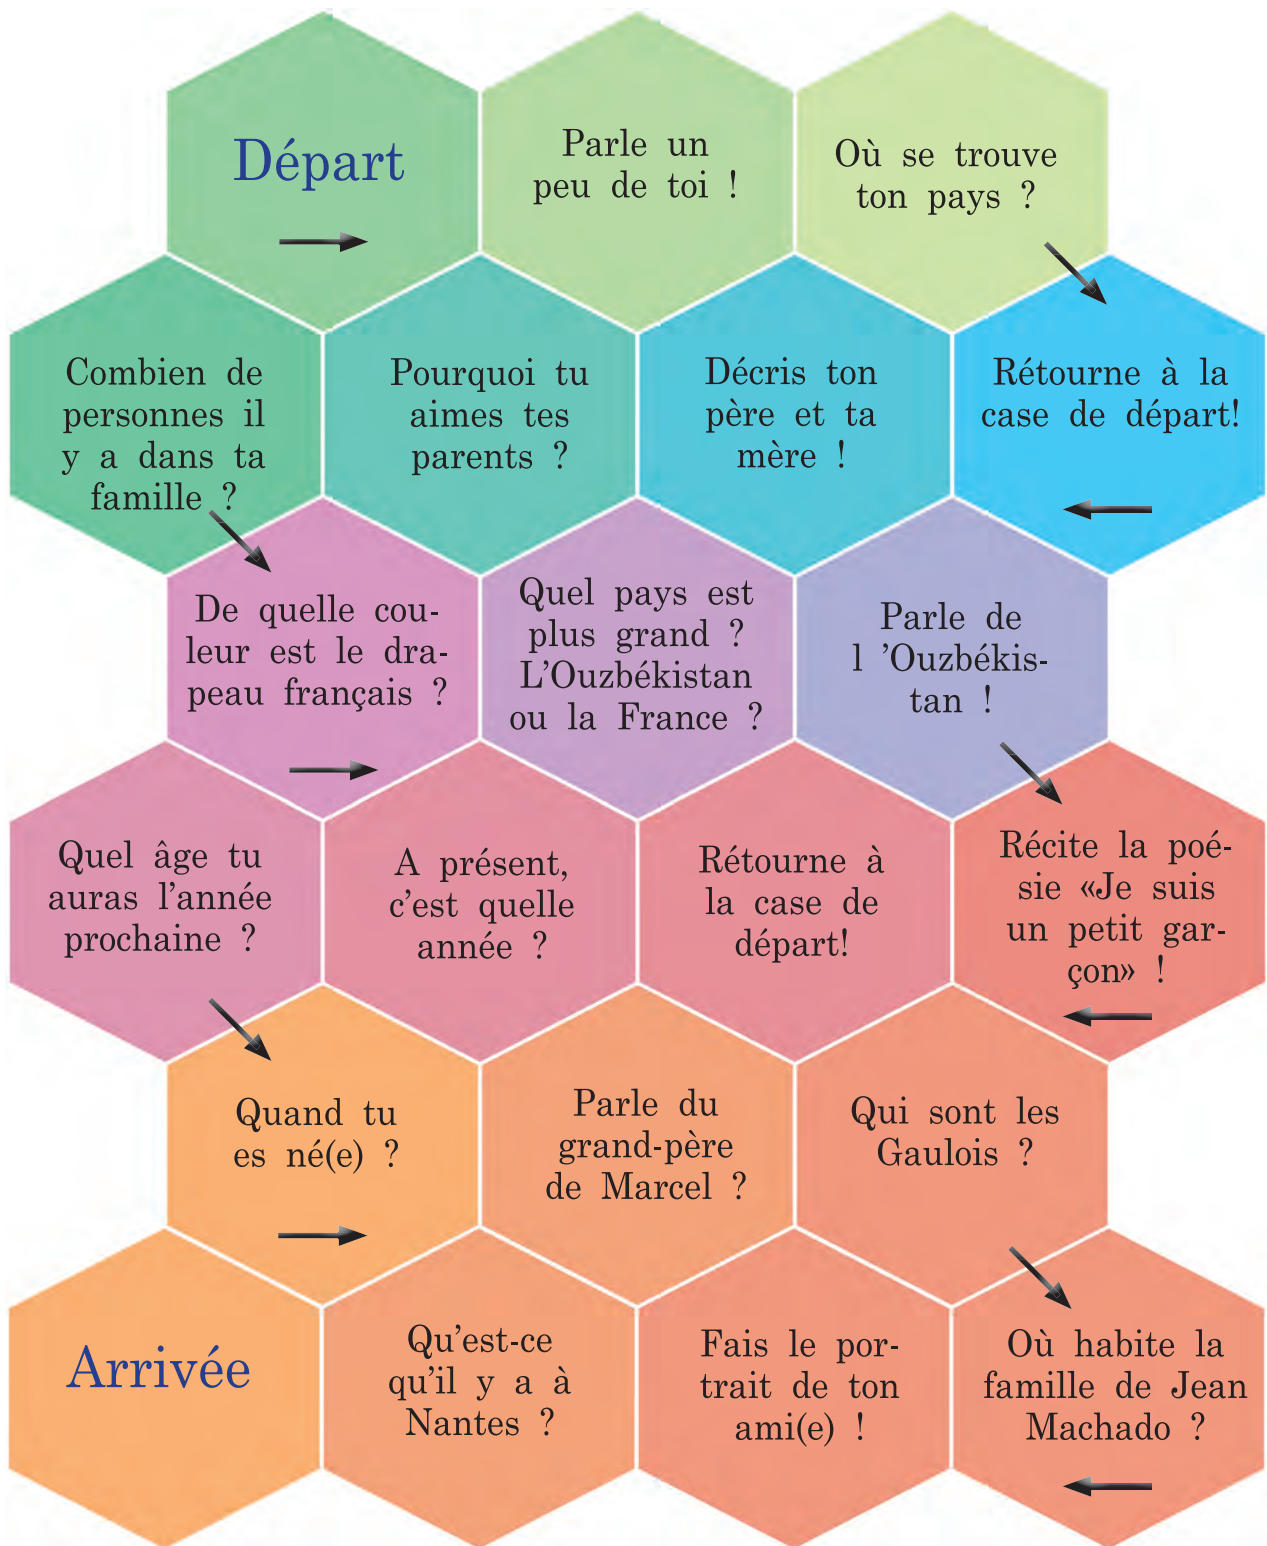 Départ
Parle un
peu de toi !
Où se trouve
ton pays ?
Combien de
personnes il
y a dans ta
famille ?
Pourquoi tu
aimes tes
parents ?
Décris ton
père et ta
mère !
Rétourne à la
case de départ!
De quelle cou-
leur est le dra-
peau français ?
Quel pays est
plus grand ?
L’Ouzbékistan
ou la France ?
Parle de
l ’Ouzbékis-
tan !
Quel âge tu
auras l’année
prochaine ?
A présent,
c’est quelle
année ?
Rétourne à
la case de
départ!
Récite la poé-
sie «Je suis
un petit gar-
çon» !
Quand tu
es né(e) ?
Parle du
grand-père
de Marcel ?
Qui sont les
Gaulois ?
Arrivée
Qu’est-ce
qu’il y a à
Nantes ?
Fais le por-
trait de ton
ami(e) !
Où habite la
famille de Jean
Machado ?